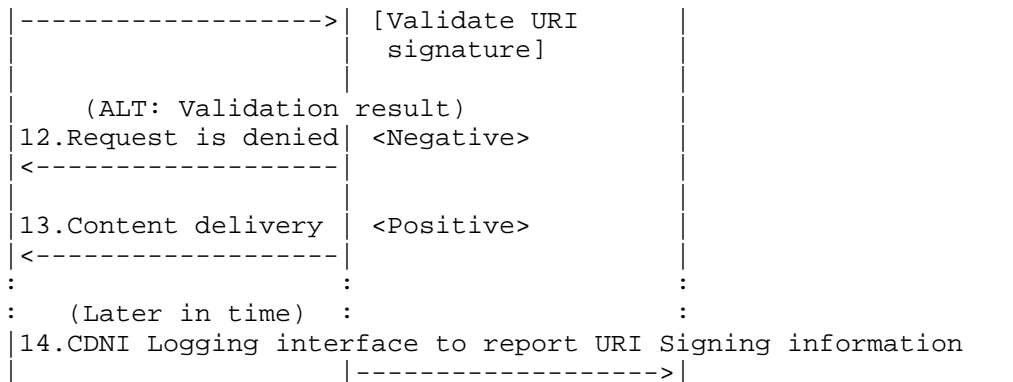 |------------------->| [Validate URI        |
|                    |  signature]          |
|                    |                      |
|    (ALT: Validation result)               |
|12.Request is denied| <Negative>           |
|<-------------------|                      |
|                    |                      |
|13.Content delivery | <Positive>           |
|<-------------------|                      |
:                    :                      :
:   (Later in time)  :                      :
|14.CDNI Logging interface to report URI Signing information
|                    |-------------------->|